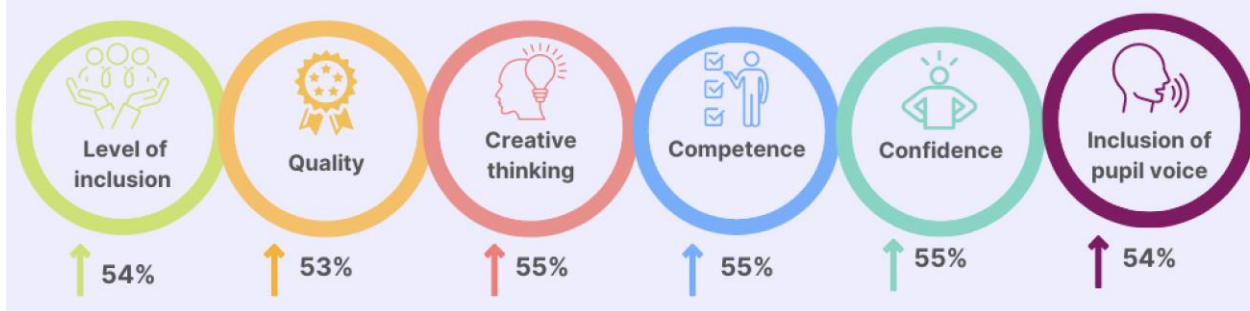 Level of
inclusion
54%
Quality
53%
Creative
thinking
55%
Competence
55%
Confidence
55%
Inclusion of
pupil voice
54%